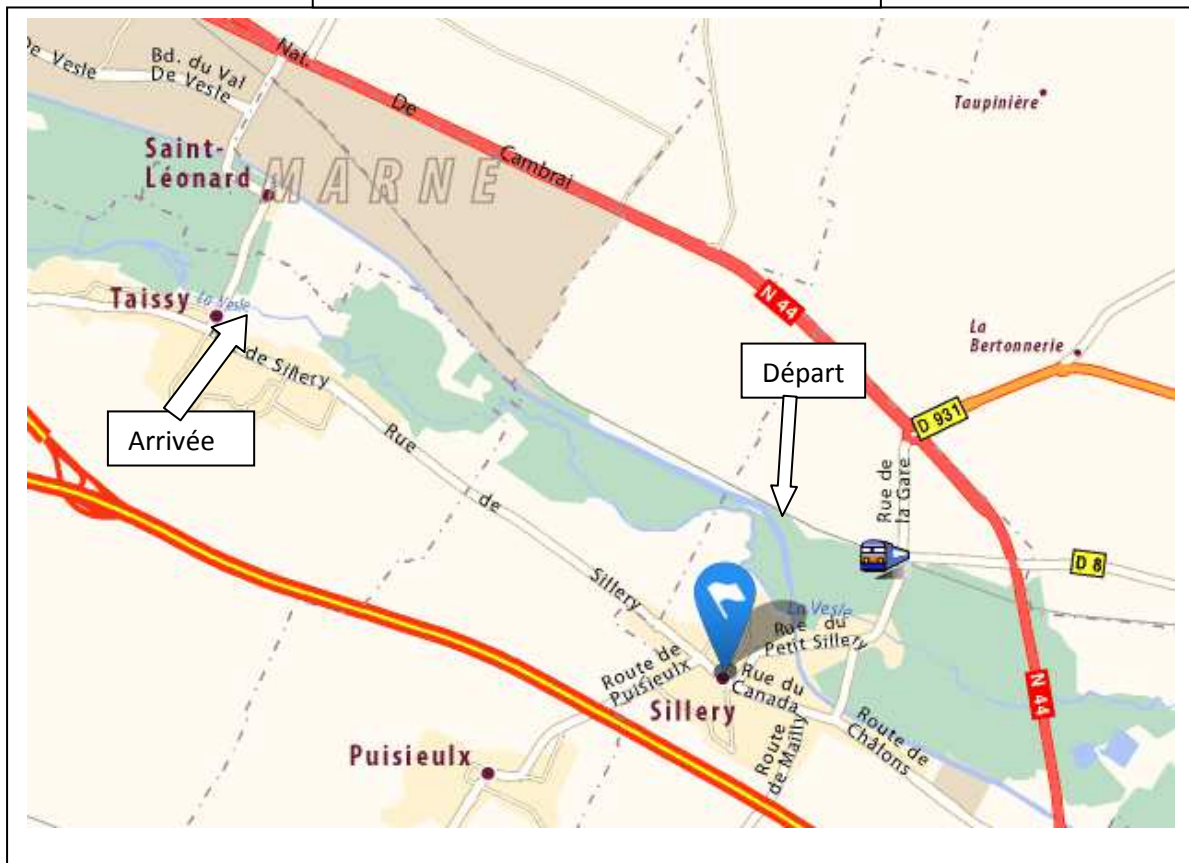 De Vesle
Bd. du Val
De Vesle
Nat.
De
Cambrai
Taupinière
Saint-
Léonard
MARNE
Taissy
La Vesle
N 44
La
Bertonnerie
de Sillery
Départ
D 931
Arrivée
Rue
de
Sillery
Rue de
la Gare
D 8
La Vesle
Rue du
Petit Sillery
Route de
Puisieulx
Rue du
Canada
Sillery
N 44
Route de
Châlons
Route
de Mailly
Puisieulx